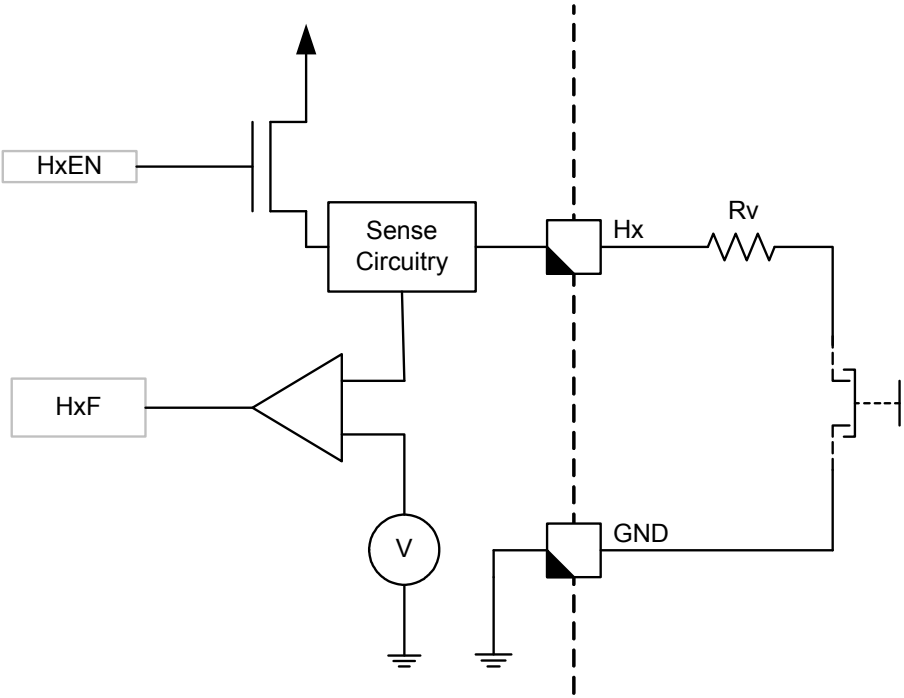 HxEN
Sense
Circuitry
Hx
Rv
HxF
V
GND